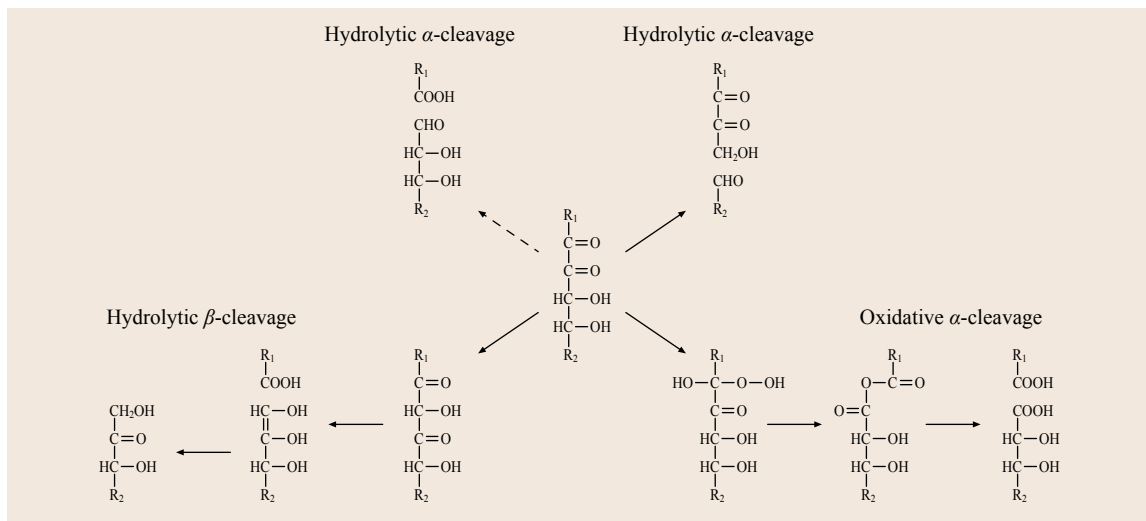 Hydrolytic α-cleavage
R₁
COOH
CHO
HC—OH
HC—OH
R₂
Hydrolytic α-cleavage
R₁
C=O
C=O
CH₂OH
CHO
R₂
R₁
C=O
C=O
HC—OH
HC—OH
R₂
Hydrolytic β-cleavage
CH₂OH
C=O
HC—OH
R₂
R₁
COOH
HC—OH
C—OH
HC—OH
R₂
R₁
C=O
HC—OH
C=O
HC—OH
R₂
Oxidative α-cleavage
R₁
HO—C—O—OH
C=O
HC—OH
HC—OH
R₂
R₁
O—C=O
O=C
HC—OH
HC—OH
R₂
R₁
COOH
COOH
HC—OH
HC—OH
R₂